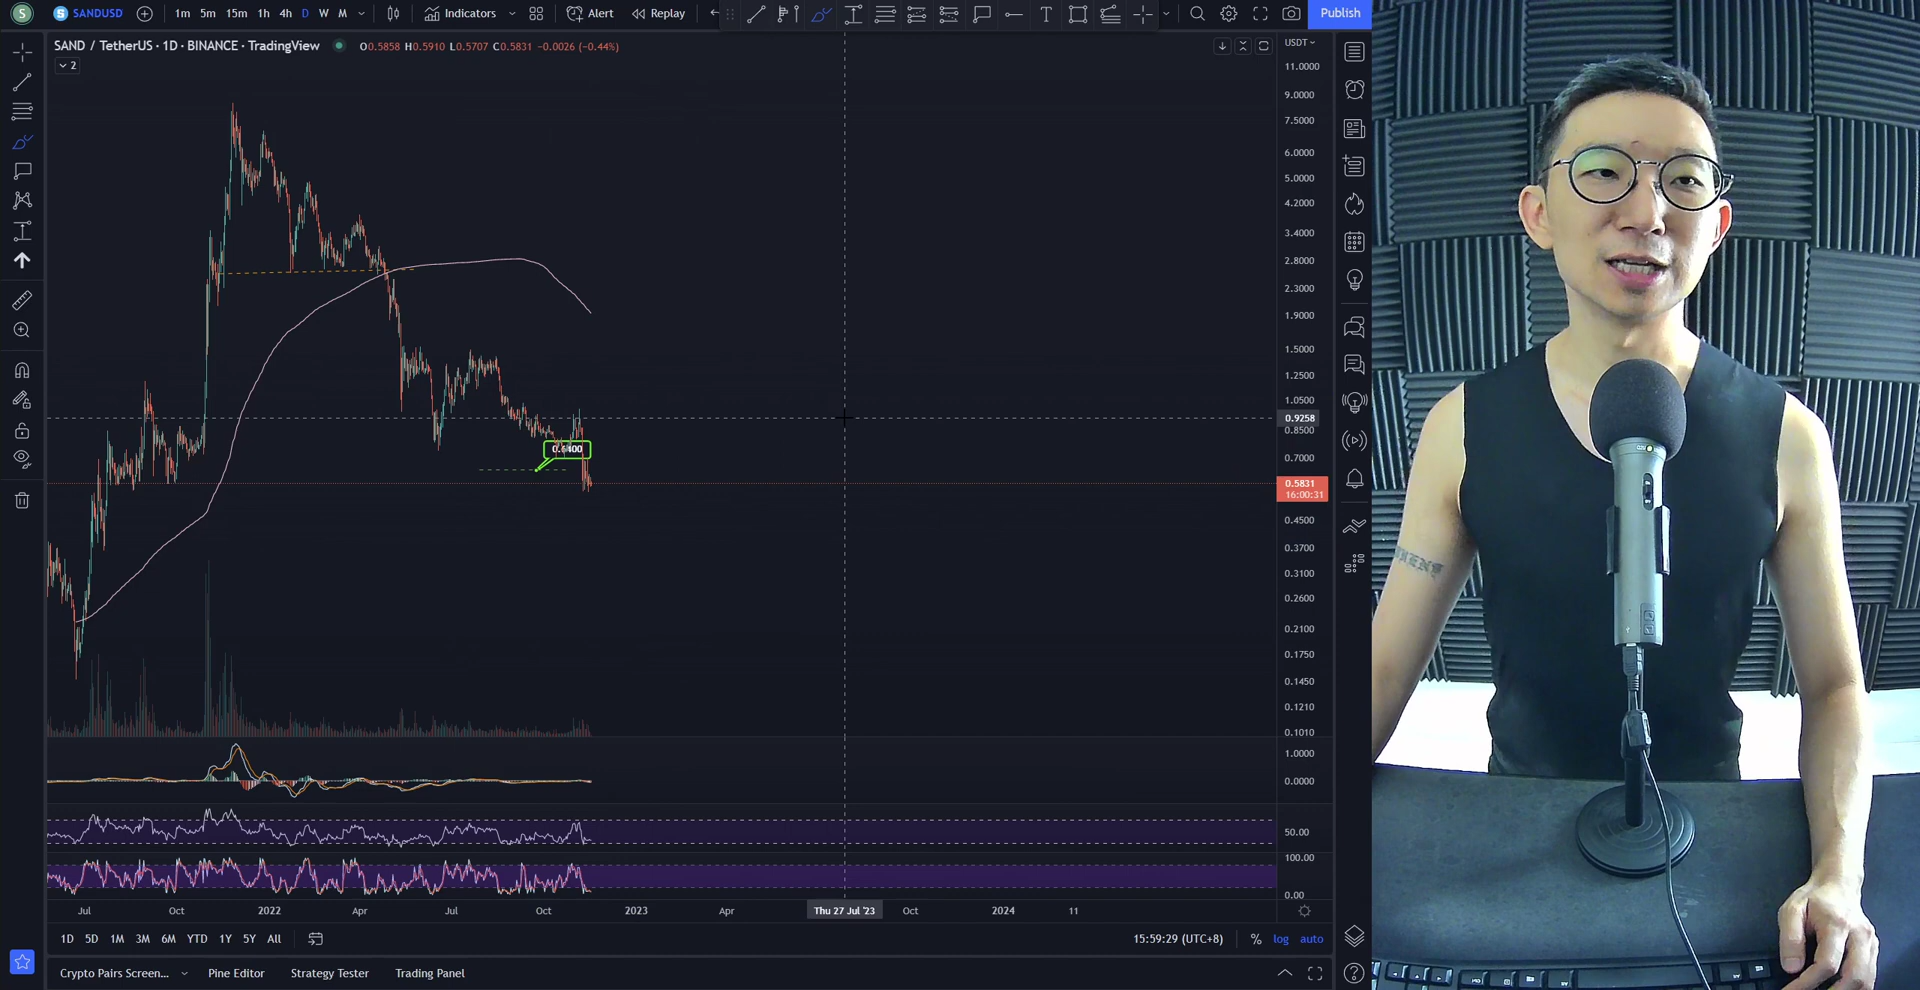 S
S SANDUSD
1m 5m 15m 1h 4h D W M
Indicators
Alert
Replay
Publish
SAND / TetherUS · 1D · BINANCE · TradingView
O0.5858 H0.5910 L0.5707 C0.5831 −0.0026 (−0.44%)
2
USDT
11.0000
9.0000
7.5000
6.0000
5.0000
4.2000
3.4000
2.8000
2.3000
1.9000
1.5000
1.2500
1.0500
0.9258
0.8500
0.6400
0.7000
0.5831
16:00:31
0.4500
0.3700
0.3100
0.2600
0.2100
0.1750
0.1450
0.1210
0.1010
1.0000
0.0000
50.00
100.00
0.00
Jul Oct 2022 Apr Jul Oct 2023 Apr Thu 27 Jul '23 Oct 2024 11
1D 5D 1M 3M 6M YTD 1Y 5Y All
15:59:29 (UTC+8) % log auto
Crypto Pairs Screen... Pine Editor Strategy Tester Trading Panel